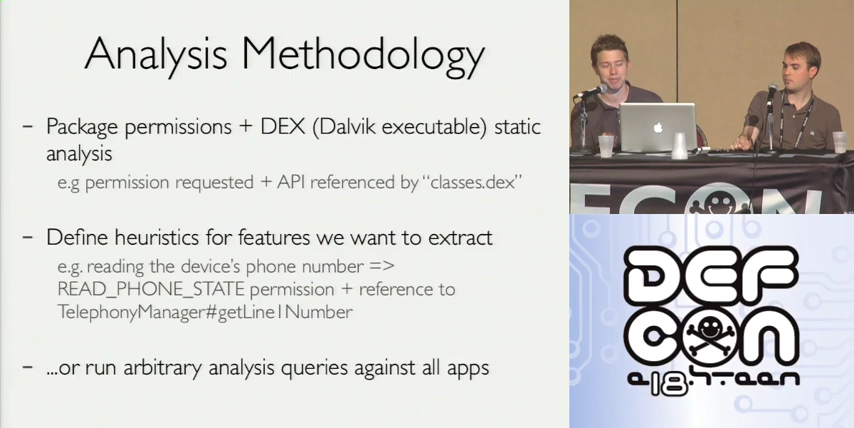 Analysis Methodology
– Package permissions + DEX (Dalvik executable) static
analysis
e.g permission requested + API referenced by “classes.dex”
– Define heuristics for features we want to extract
e.g. reading the device's phone number =>
READ_PHONE_STATE permission + reference to
TelephonyManager#getLine1Number
– ...or run arbitrary analysis queries against all apps
DEF
CON
e18.h-teen